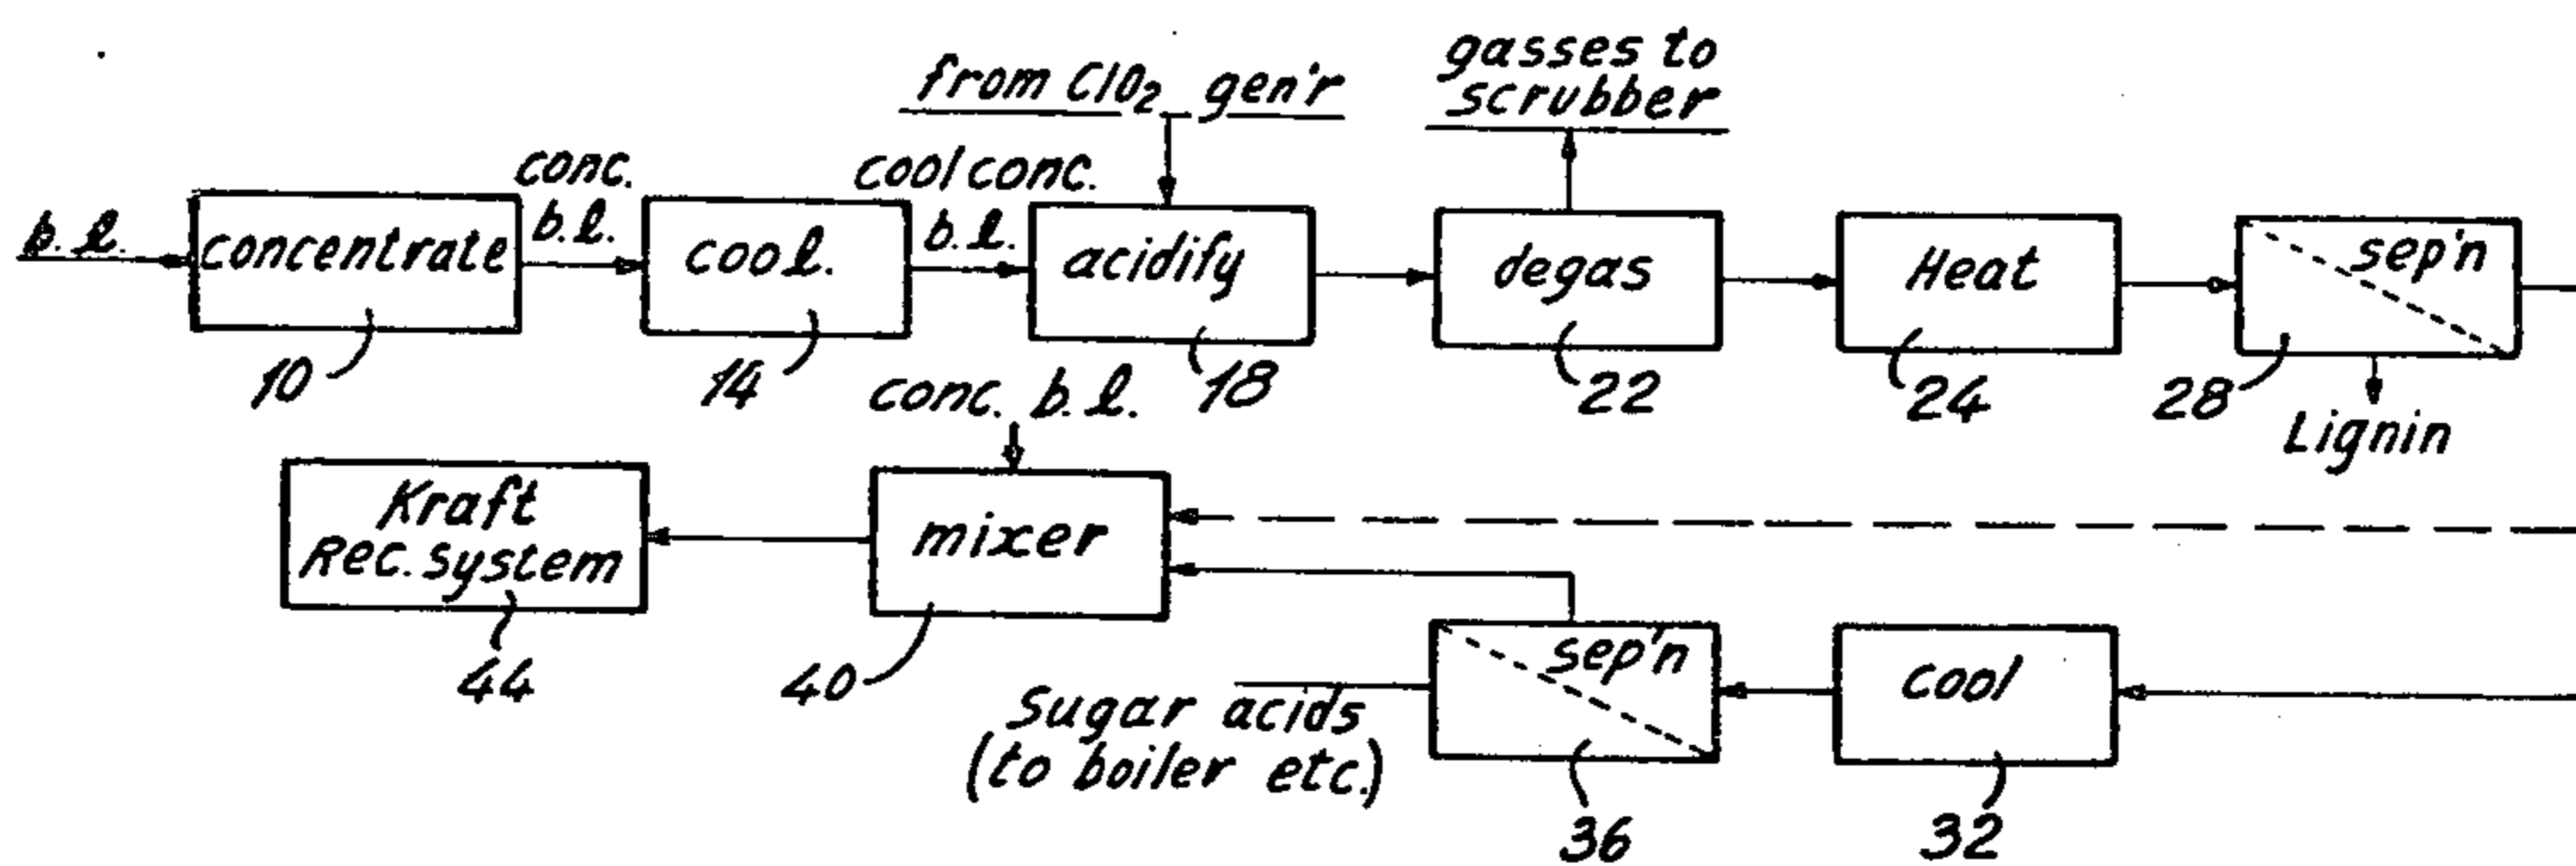 gasses to
scrubber
from ClO₂ gen'r
b.l.
concentrate
conc.
b.l.
cool.
cool conc.
b.l.
acidify
degas
Heat
sep'n
10
14
18
22
24
28
Lignin
conc. b.l.
Kraft
Rec. system
mixer
sep'n
cool
44
40
Sugar acids
(to boiler etc.)
36
32